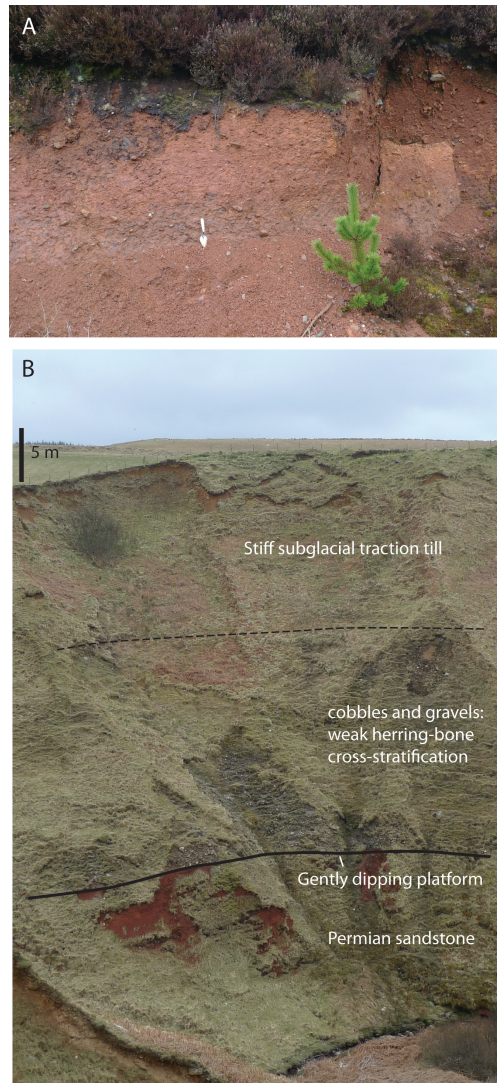 A
B
5 m
Stiff subglacial traction till
cobbles and gravels:
weak herring-bone
cross-stratification
Gently dipping platform
Permian sandstone